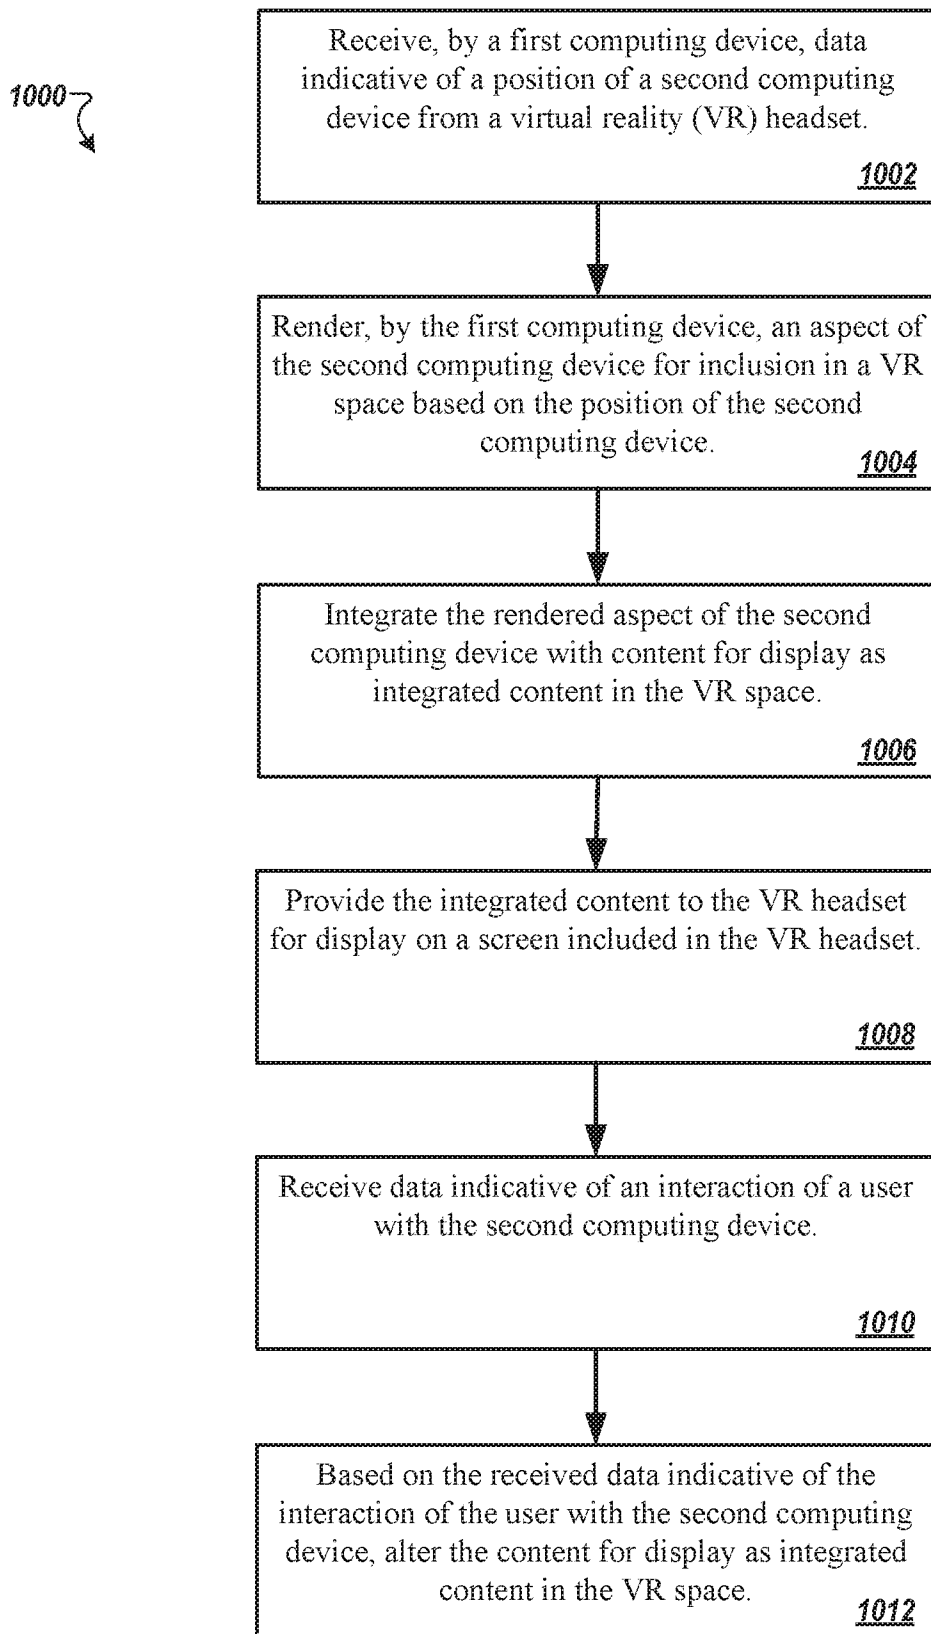 1000
Receive, by a first computing device, data
indicative of a position of a second computing
device from a virtual reality (VR) headset.
1002
Render, by the first computing device, an aspect of
the second computing device for inclusion in a VR
space based on the position of the second
computing device.
1004
Integrate the rendered aspect of the second
computing device with content for display as
integrated content in the VR space.
1006
Provide the integrated content to the VR headset
for display on a screen included in the VR headset.
1008
Receive data indicative of an interaction of a user
with the second computing device.
1010
Based on the received data indicative of the
interaction of the user with the second computing
device, alter the content for display as integrated
content in the VR space.
1012